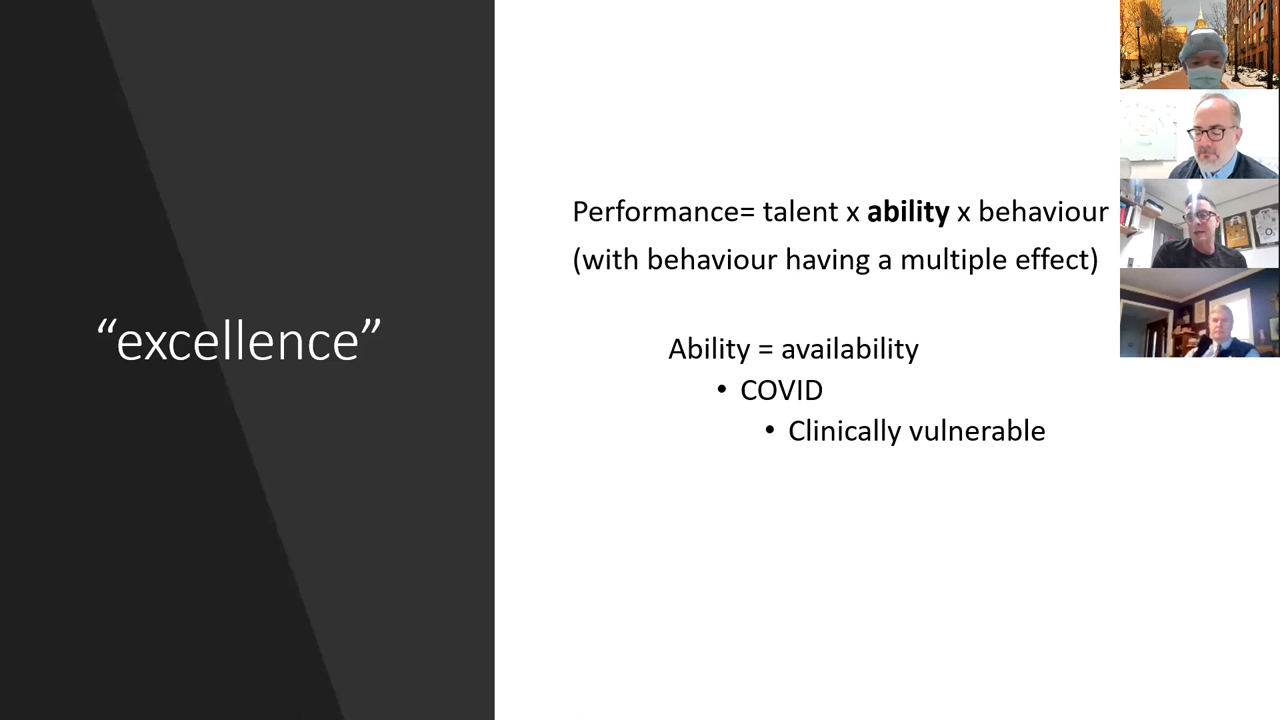 “excellence”
Performance= talent x ability x behaviour
(with behaviour having a multiple effect)
Ability = availability
• COVID
• Clinically vulnerable